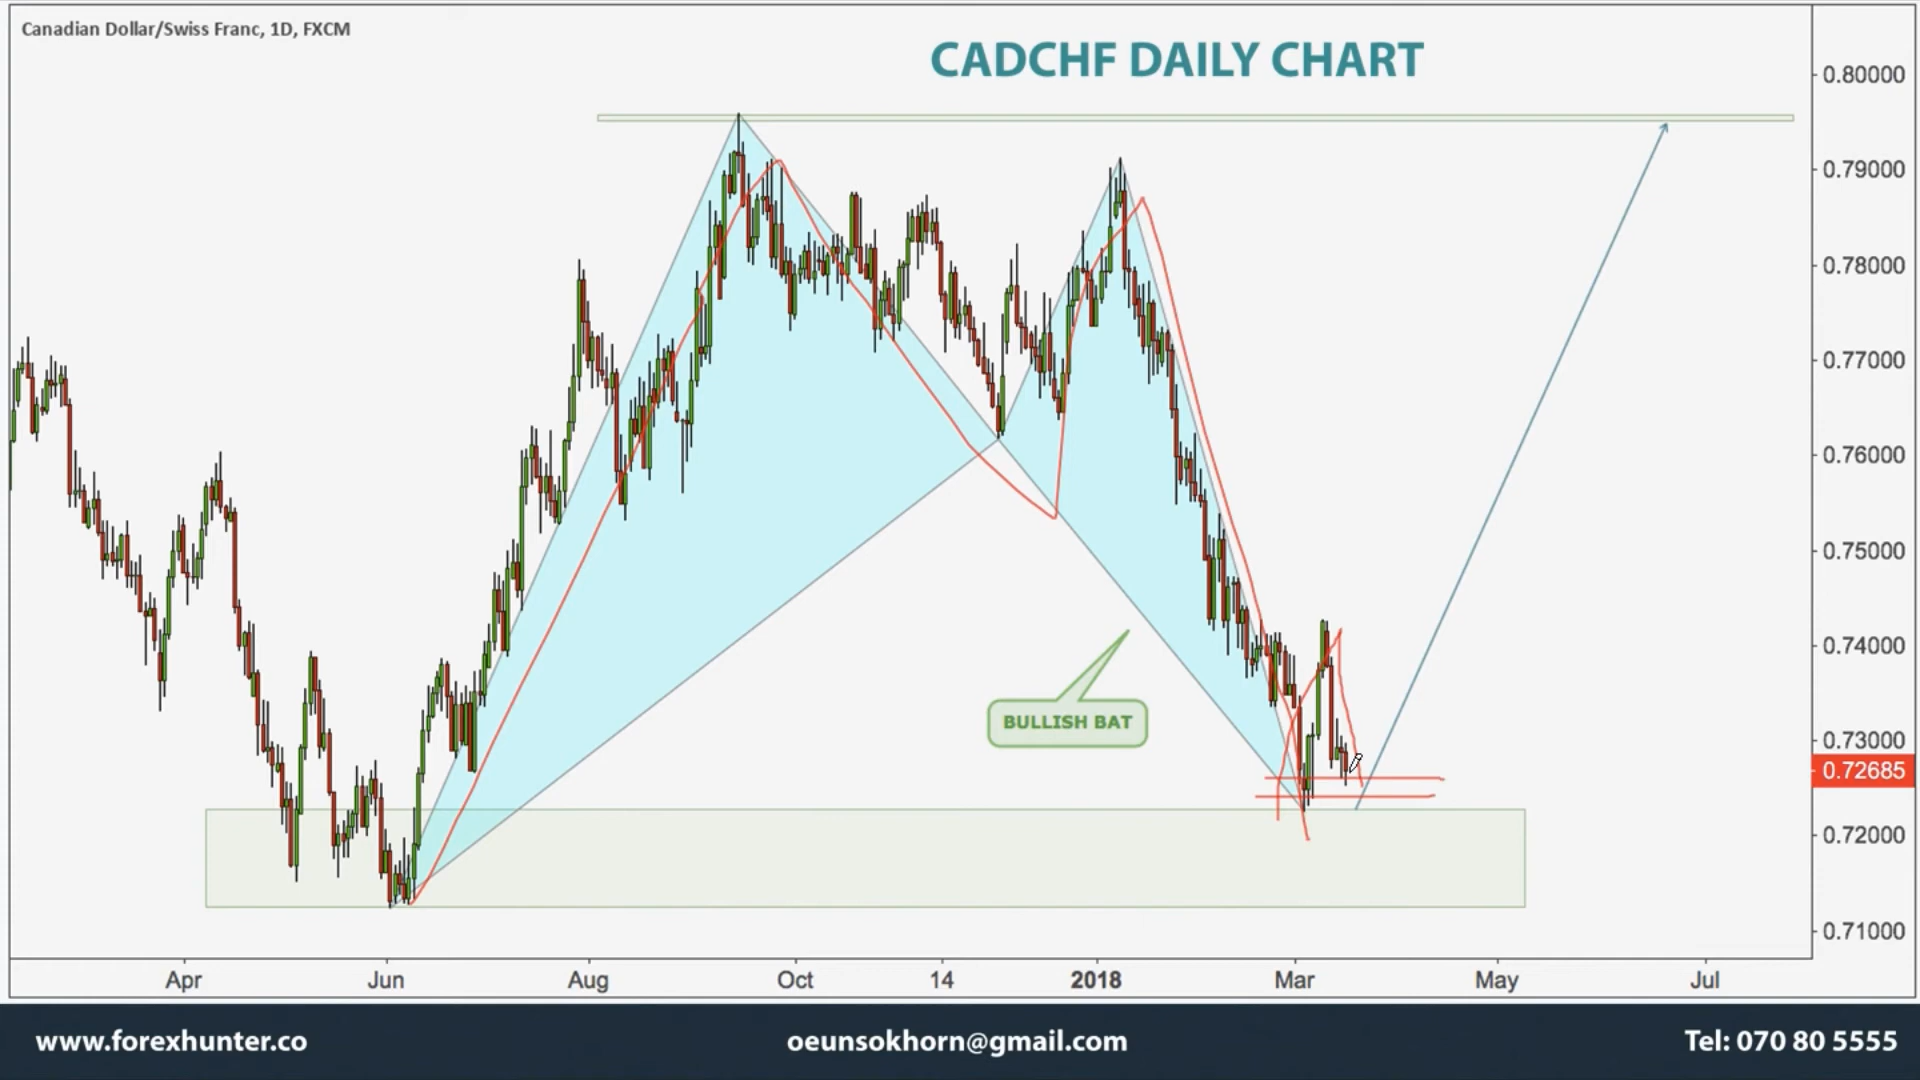 Canadian Dollar/Swiss Franc, 1D, FXCM
CADCHF DAILY CHART
0.80000
0.79000
0.78000
0.77000
0.76000
0.75000
0.74000
0.73000
0.72685
0.72000
0.71000
BULLISH BAT
Apr Jun Aug Oct 14 2018 Mar May Jul
www.forexhunter.co oeunsokhorn@gmail.com Tel: 070 80 5555